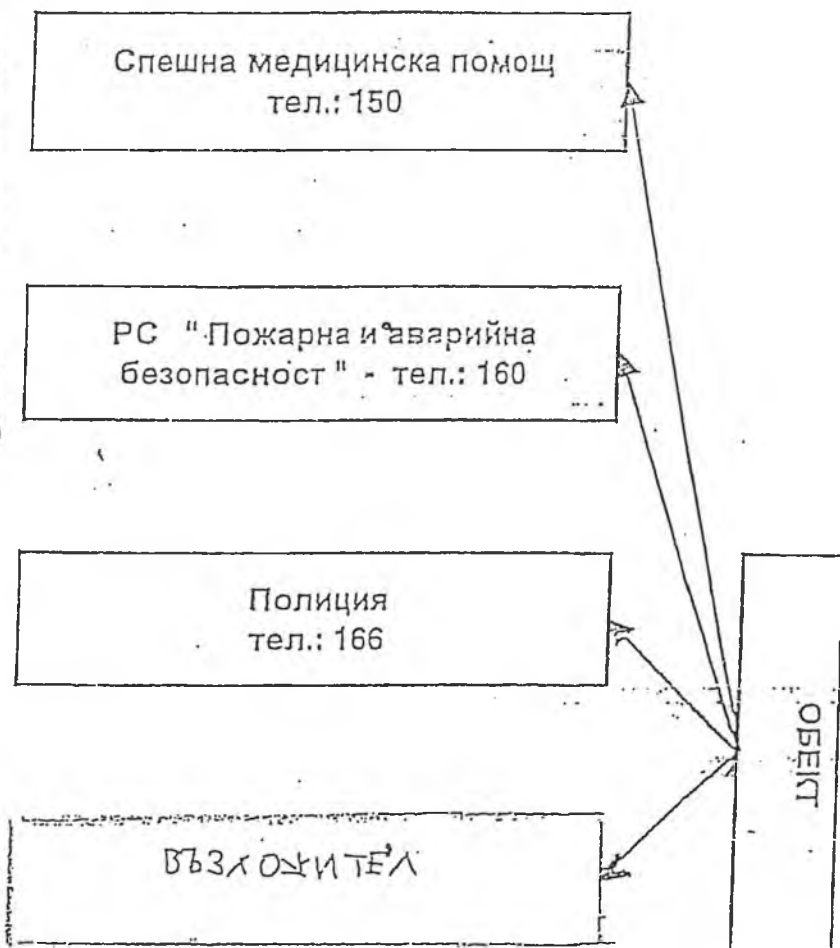 Спешна медицинска помощ
тел.: 150
РС " Пожарна и аварийна
безопасност " - тел.: 160
Полиция
тел.: 166
ВЪЗЛОЖИТЕЛ
ОБЕКТ